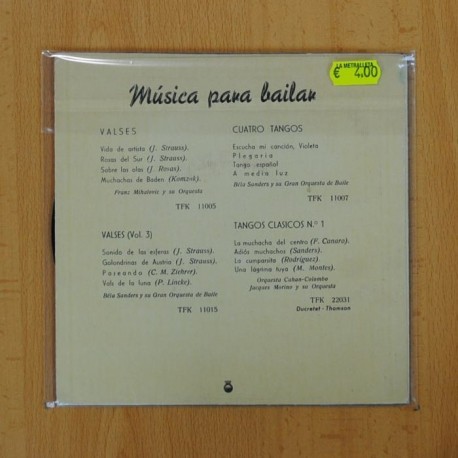 LA METRALLETA
€ 4.00
Música para bailar
VALSES
Vida de artista (J. Strauss).
Rosas del Sur (J. Strauss).
Sobre las olas (J. Rosas).
Muchachas de Baden (Komzak).
Franz Mihalovic y su Orquesta
TFK 11005
CUATRO TANGOS
Escucha mi canción, Violeta
Plegaria
Tango español
A media luz
Béla Sanders y su Gran Orquesta de Baile
TFK 11007
VALSES (Vol. 3)
Sonido de las esferas (J. Strauss).
Golondrinas de Austria (J. Strauss).
Paseando (C. M. Ziehrer).
Vals de la luna (P. Lincke).
Béla Sanders y su Gran Orquesta de Baile
TFK 11015
TANGOS CLASICOS N.º 1
La muchacha del centro (F. Canaro).
Adiós muchachos (Sanders).
La cumparsita (Rodríguez).
Una lágrima tuya (M. Montes).
Orquesta Cohan-Colombo
Jacques Morino y su Orquesta
TFK 22031
Ducretet - Thomson